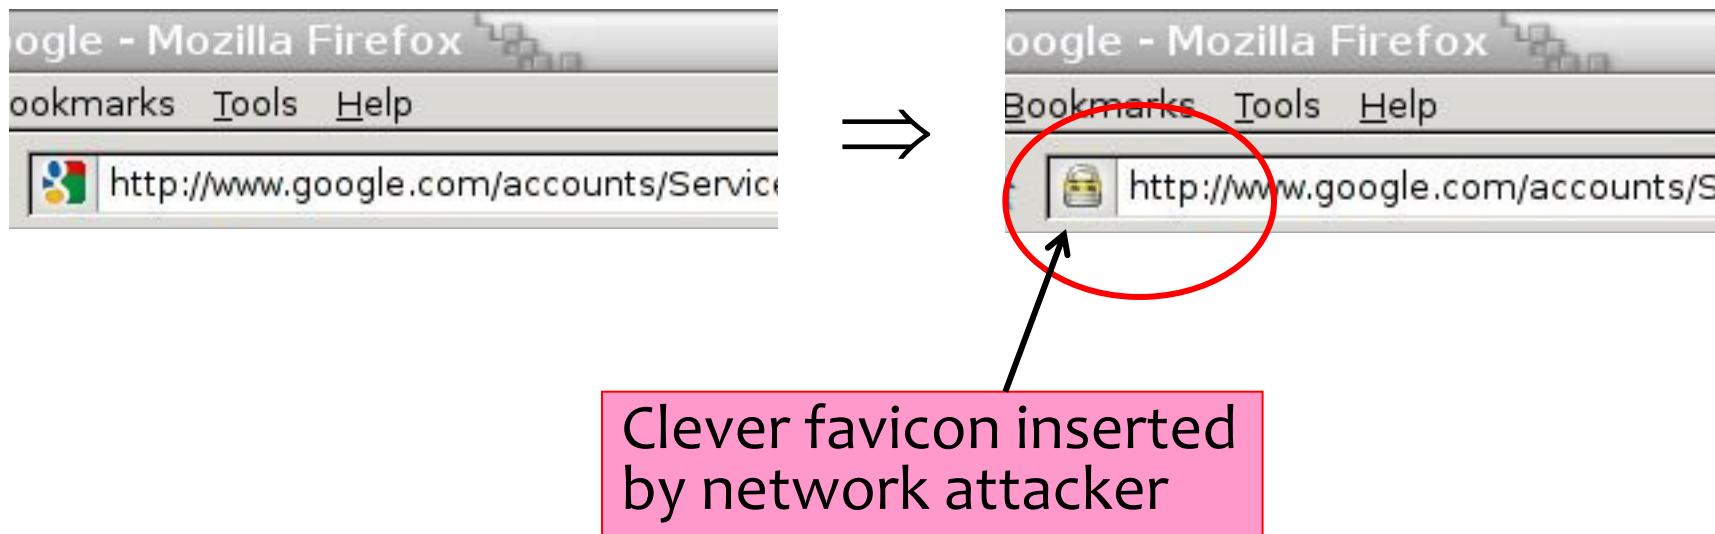 ogle - Mozilla Firefox
ookmarks Tools Help
http://www.google.com/accounts/Service
⇒
oogle - Mozilla Firefox
Bookmarks Tools Help
http://www.google.com/accounts/S
Clever favicon inserted
by network attacker